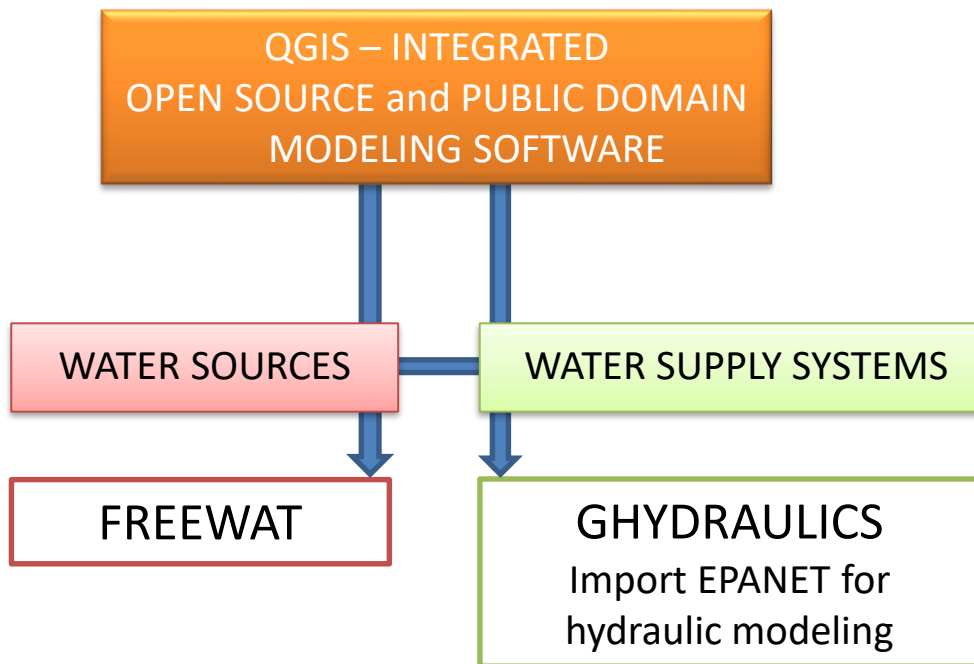 QGIS – INTEGRATED
OPEN SOURCE and PUBLIC DOMAIN
MODELING SOFTWARE
WATER SOURCES
WATER SUPPLY SYSTEMS
FREEWAT
GHYDRAULICS
Import EPANET for
hydraulic modeling